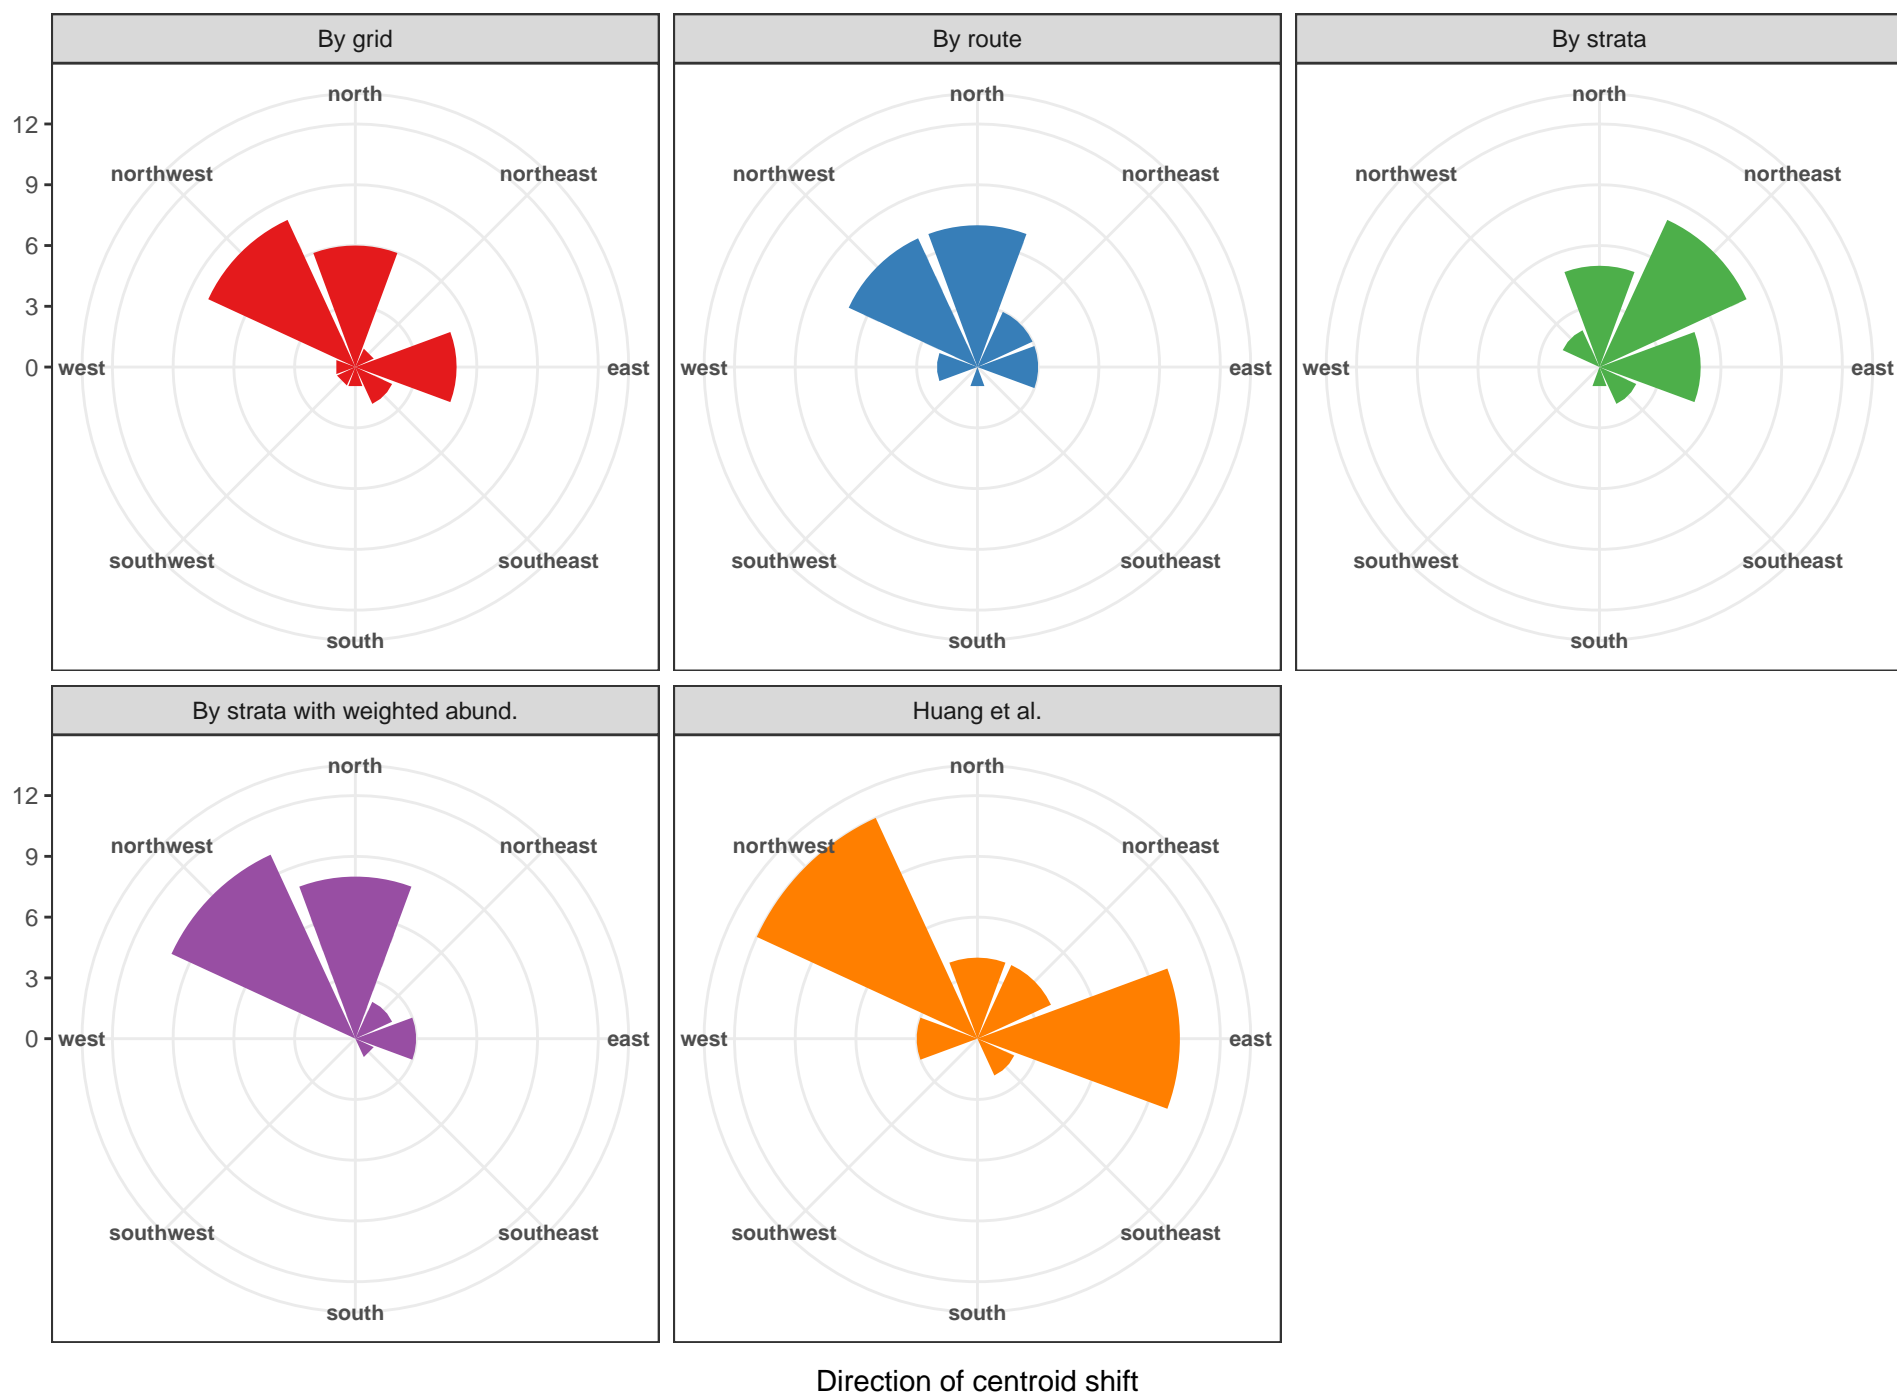 By grid
By route
By strata
north
north
north
12
northwest
northeast
northwest
northeast
northwest
northeast
9
6
3
0
west
east
west
east
west
east
southwest
southeast
southwest
southeast
southwest
southeast
south
south
south
By strata with weighted abund.
Huang et al.
north
north
12
northwest
northeast
northwest
northeast
9
6
3
0
west
east
west
east
southwest
southeast
southwest
southeast
south
south
Direction of centroid shift